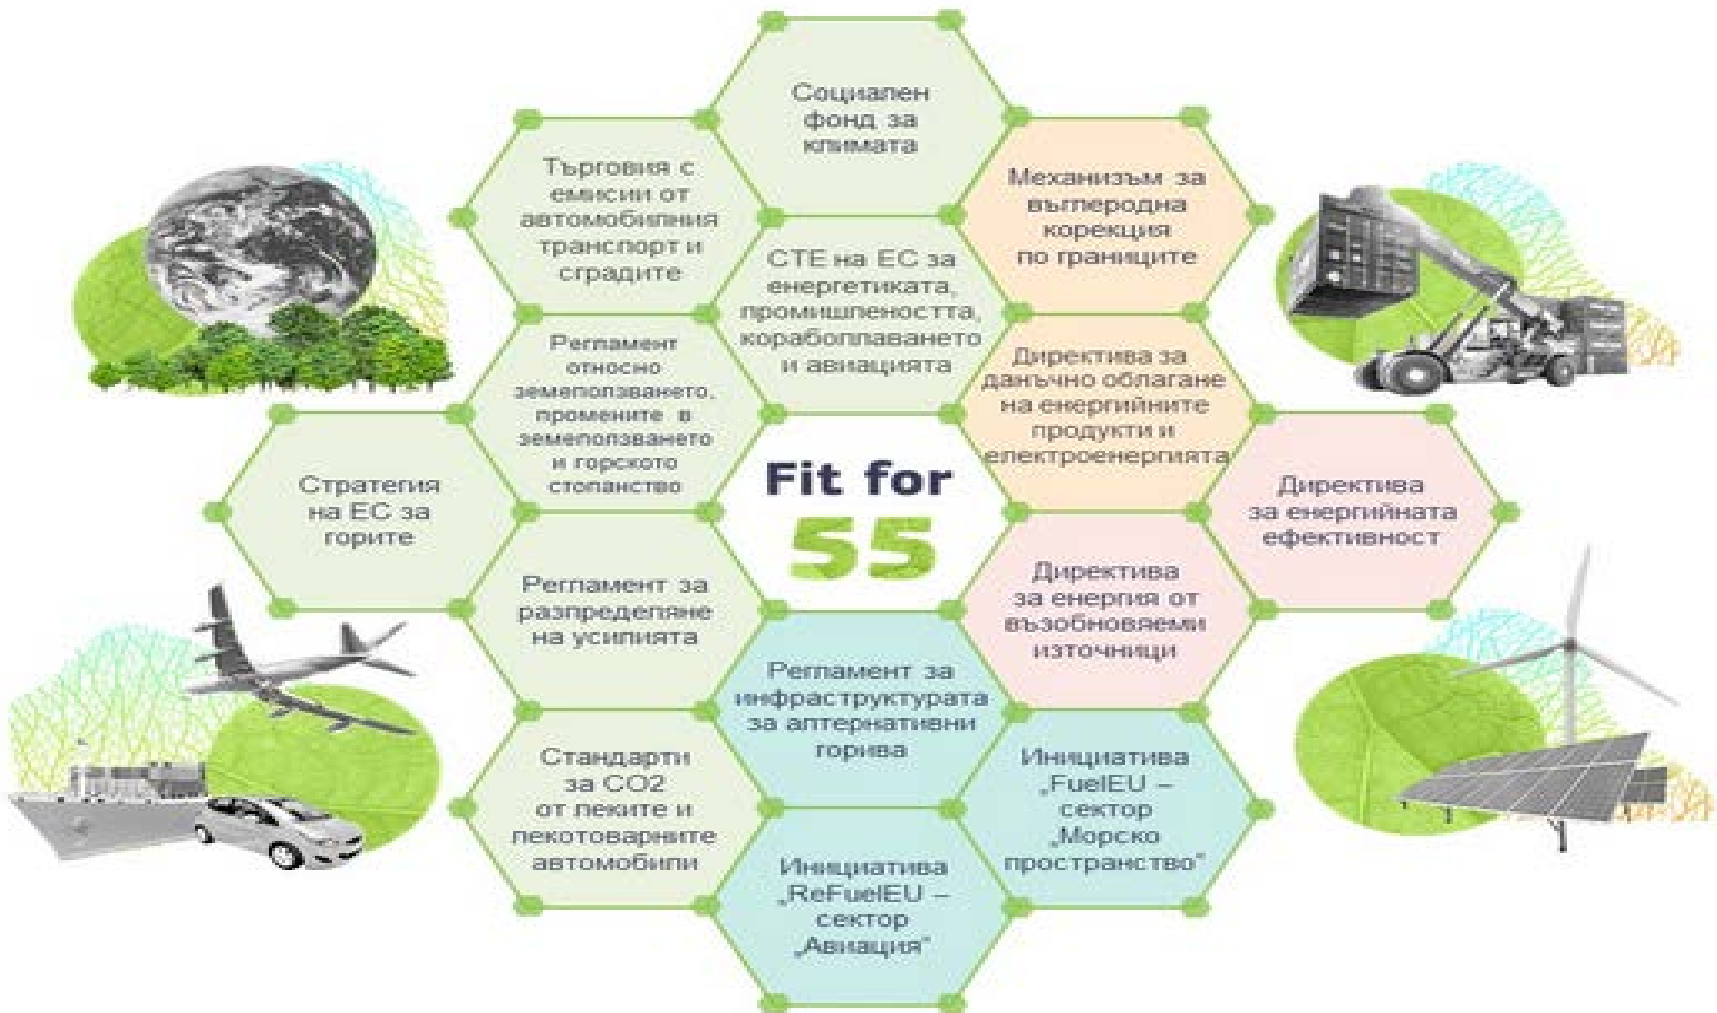 Социален
фонд за
климата
Търговия с
емисии от
автомобилния
транспорт и
сградите
Механизъм за
въглеродна
корекция
по границите
СТЕ на ЕС за
енергетиката,
промишлеността,
корабоплаването
и авиацията
Регламент
относно
земеползването,
промените в
земеползването
и горското
стопанство
Директива за
данъчно облагане
на енергийните
продукти и
електроенергията
Стратегия
на ЕС за
горите
Fit for
55
Директива
за енергийната
ефективност
Регламент за
разпределяне
на усилията
Директива
за енергия от
възобновяеми
източници
Регламент за
инфраструктурата
за алтернативни
горива
Стандарти
за CO2
от леките и
лекотоварните
автомобили
Инициатива
„FuelEU –
сектор
„Морско
пространство“
Инициатива
„ReFuelEU –
сектор
„Авиация“